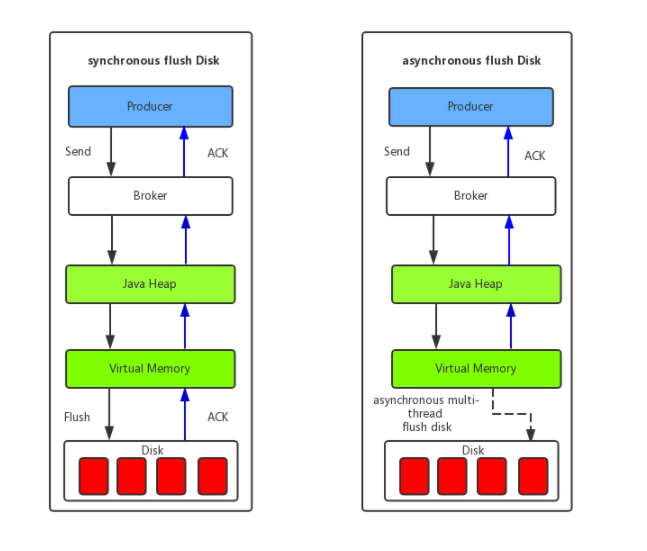 synchronous flush Disk
Producer
Send
ACK
Broker
Java Heap
Virtual Memory
Flush
ACK
Disk
asynchronous flush Disk
Producer
Send
ACK
Broker
Java Heap
Virtual Memory
asynchronous multi-
thread
flush disk
Disk